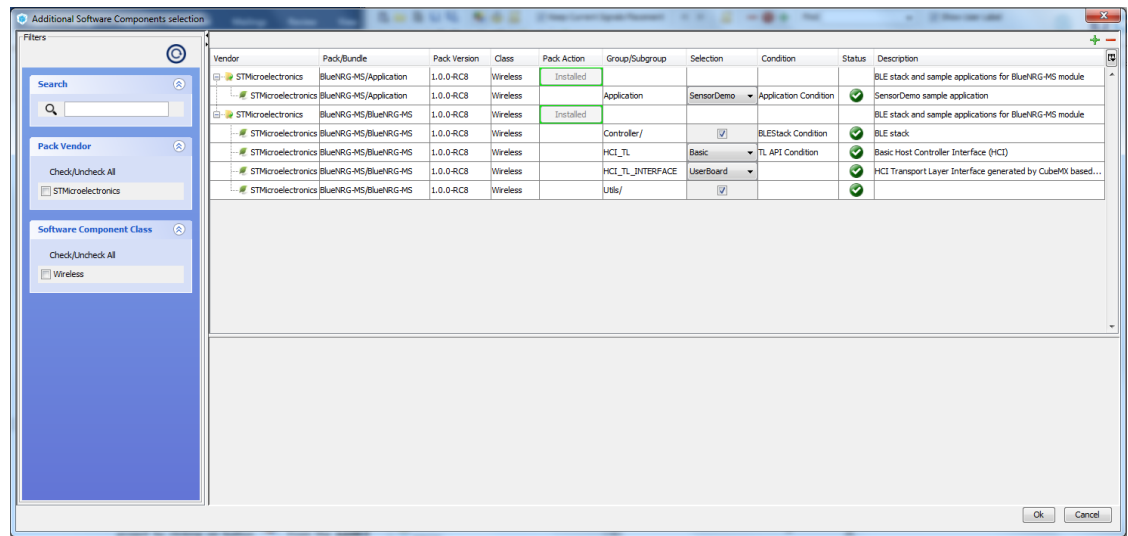 Additional Software Components selection
Filters
Search
Pack Vendor
Check/Uncheck All
STMicroelectronics
Software Component Class
Check/Uncheck All
Wireless
Vendor Pack/Bundle Pack Version Class Pack Action Group/Subgroup Selection Condition Status Description
STMicroelectronics BlueNRG-MS/Application 1.0.0-RC8 Wireless Installed BLE stack and sample applications for BlueNRG-MS module
STMicroelectronics BlueNRG-MS/Application 1.0.0-RC8 Wireless Application SensorDemo Application Condition SensorDemo sample application
STMicroelectronics BlueNRG-MS/BlueNRG-MS 1.0.0-RC8 Wireless Installed BLE stack and sample applications for BlueNRG-MS module
STMicroelectronics BlueNRG-MS/BlueNRG-MS 1.0.0-RC8 Wireless Controller/ BLEStack Condition BLE stack
STMicroelectronics BlueNRG-MS/BlueNRG-MS 1.0.0-RC8 Wireless HCI_TL Basic TL API Condition Basic Host Controller Interface (HCI)
STMicroelectronics BlueNRG-MS/BlueNRG-MS 1.0.0-RC8 Wireless HCI_TL_INTERFACE UserBoard HCI Transport Layer Interface generated by CubeMX based...
STMicroelectronics BlueNRG-MS/BlueNRG-MS 1.0.0-RC8 Wireless Utils/
Ok Cancel